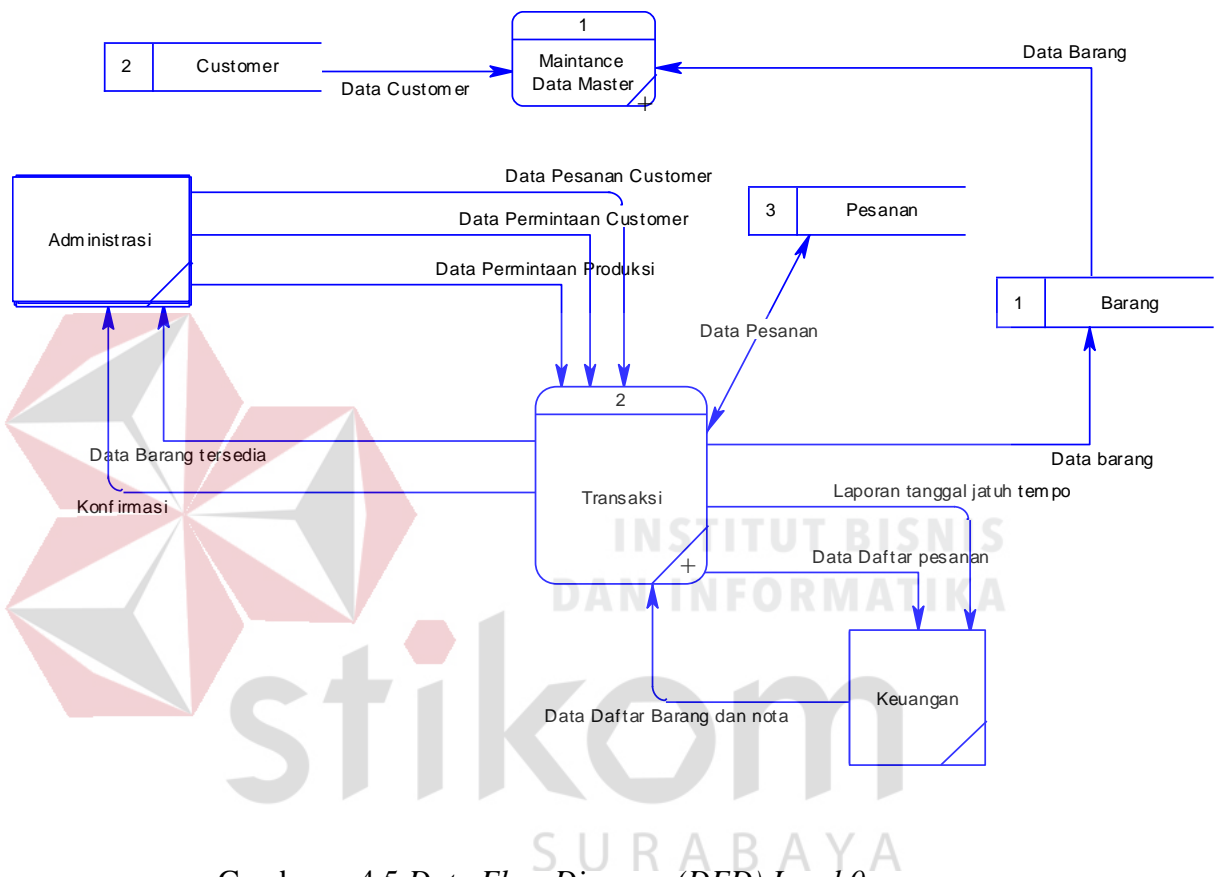 1
2
Customer
Data Customer
Maintance
Data Master
Data Barang
Administrasi
Data Pesanan Customer
Data Permintaan Customer
Data Permintaan Produksi
3
Pesanan
Data Pesanan
1
Barang
2
Transaksi
Data Barang tersedia
Konfirmasi
Data barang
Laporan tanggal jatuh tempo
Data Daftar pesanan
Keuangan
Data Daftar Barang dan nota
INSTITUT BISNIS
DAN INFORMATIKA
stikom
SURABAYA
Gambar 4.5 Data Flow Diagram (DFD) Level 0